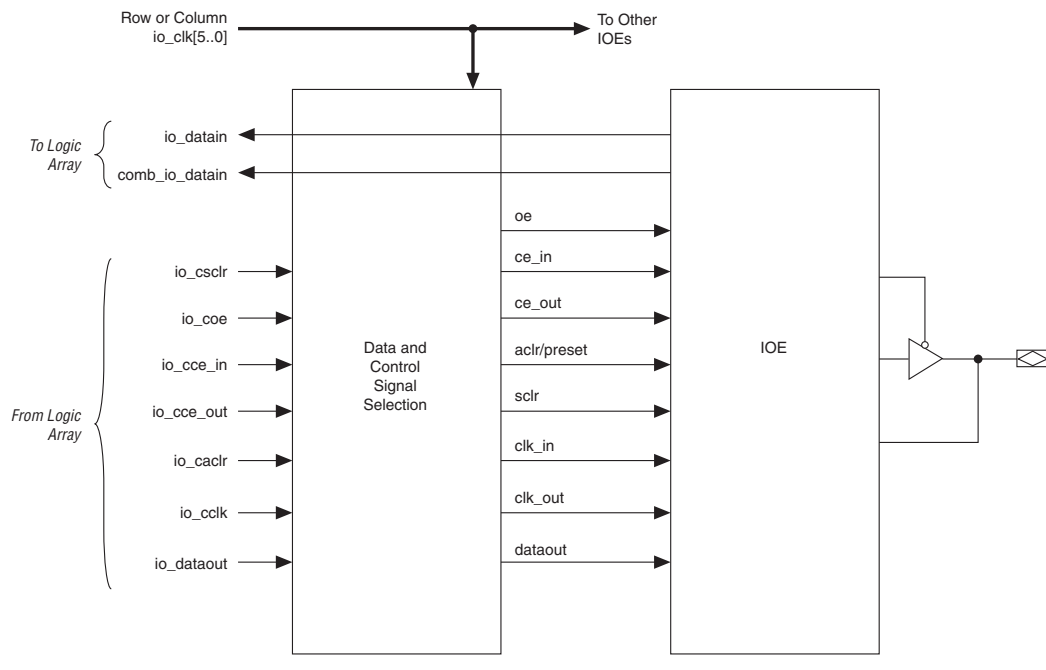 Row or Column
io_clk[5..0]
To Other
IOEs
To Logic
Array
io_datain
comb_io_datain
oe
ce_in
ce_out
aclr/preset
sclr
clk_in
clk_out
dataout
From Logic
Array
io_csclr
io_coe
io_cce_in
io_cce_out
io_caclr
io_cclk
io_dataout
Data and
Control
Signal
Selection
IOE